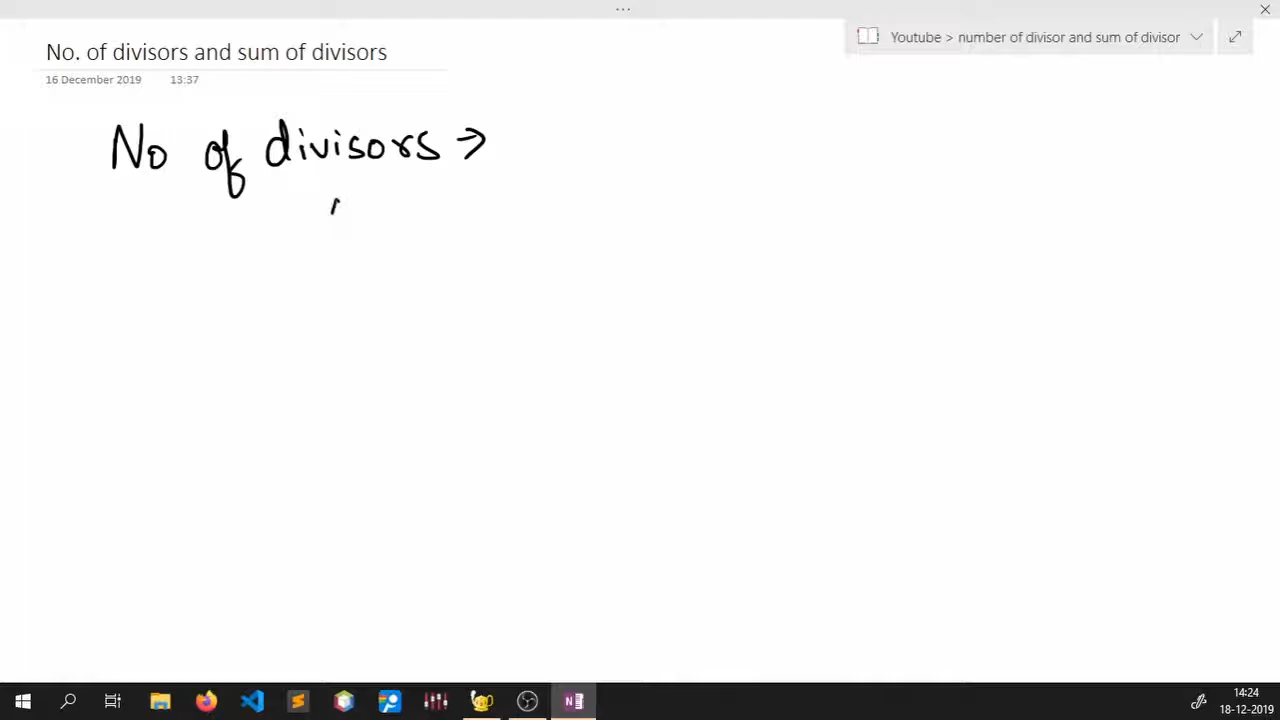 ...
Youtube > number of divisor and sum of divisor
No. of divisors and sum of divisors
16 December 2019 13:37
No of divisors →
14:24
18-12-2019